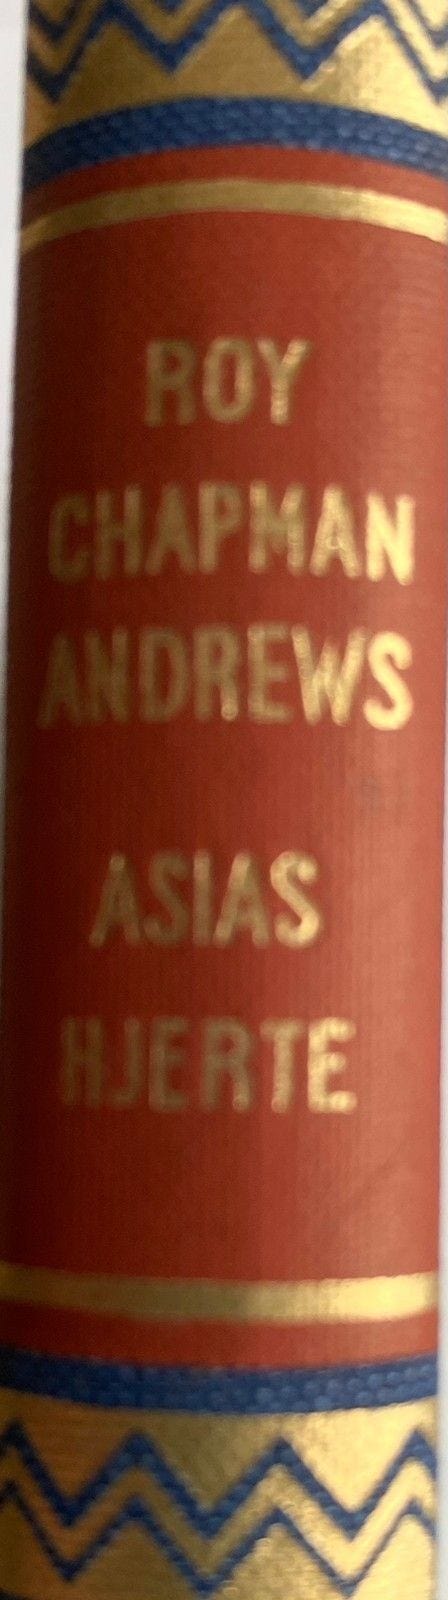 ROY
CHAPMAN
ANDREWS
ASIAS
HJERTE